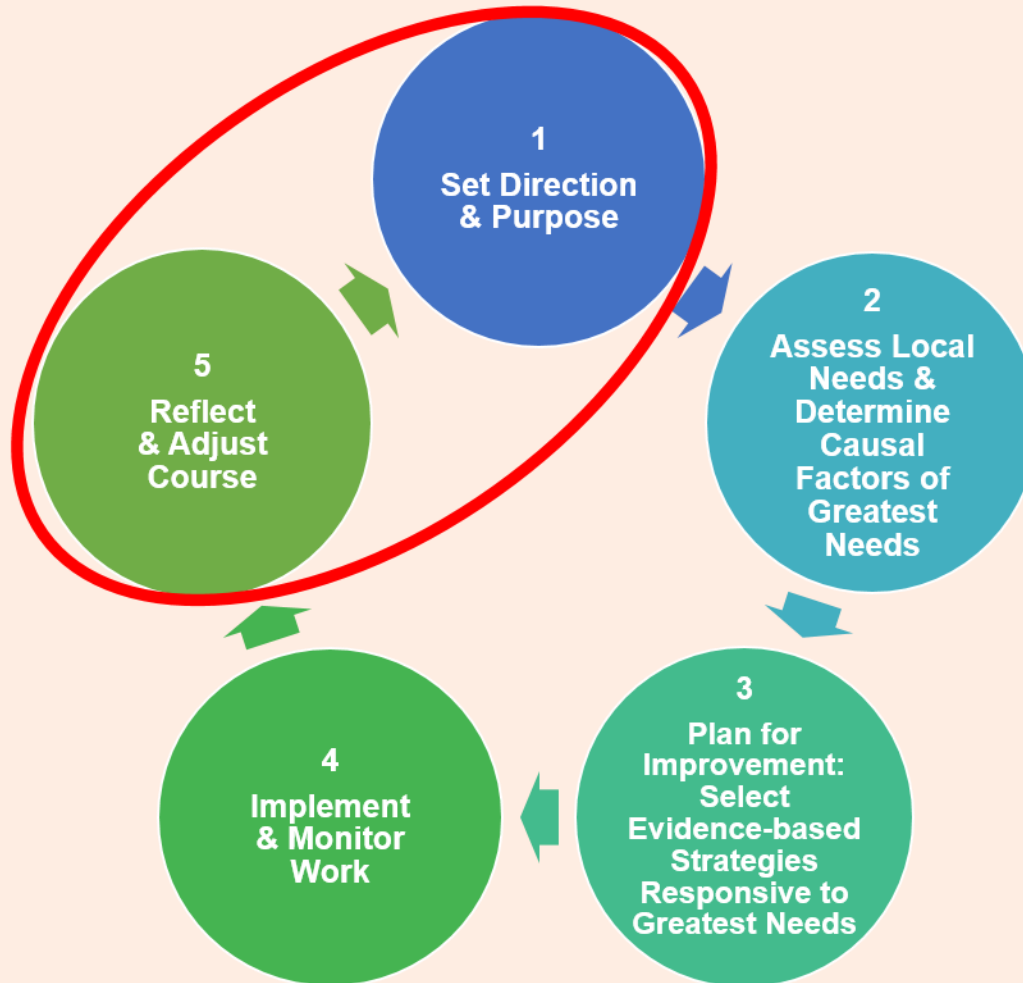 1
Set Direction
& Purpose
2
Assess Local
Needs &
Determine
Causal
Factors of
Greatest
Needs
3
Plan for
Improvement:
Select
Evidence-based
Strategies
Responsive to
Greatest Needs
4
Implement
& Monitor
Work
5
Reflect
& Adjust
Course